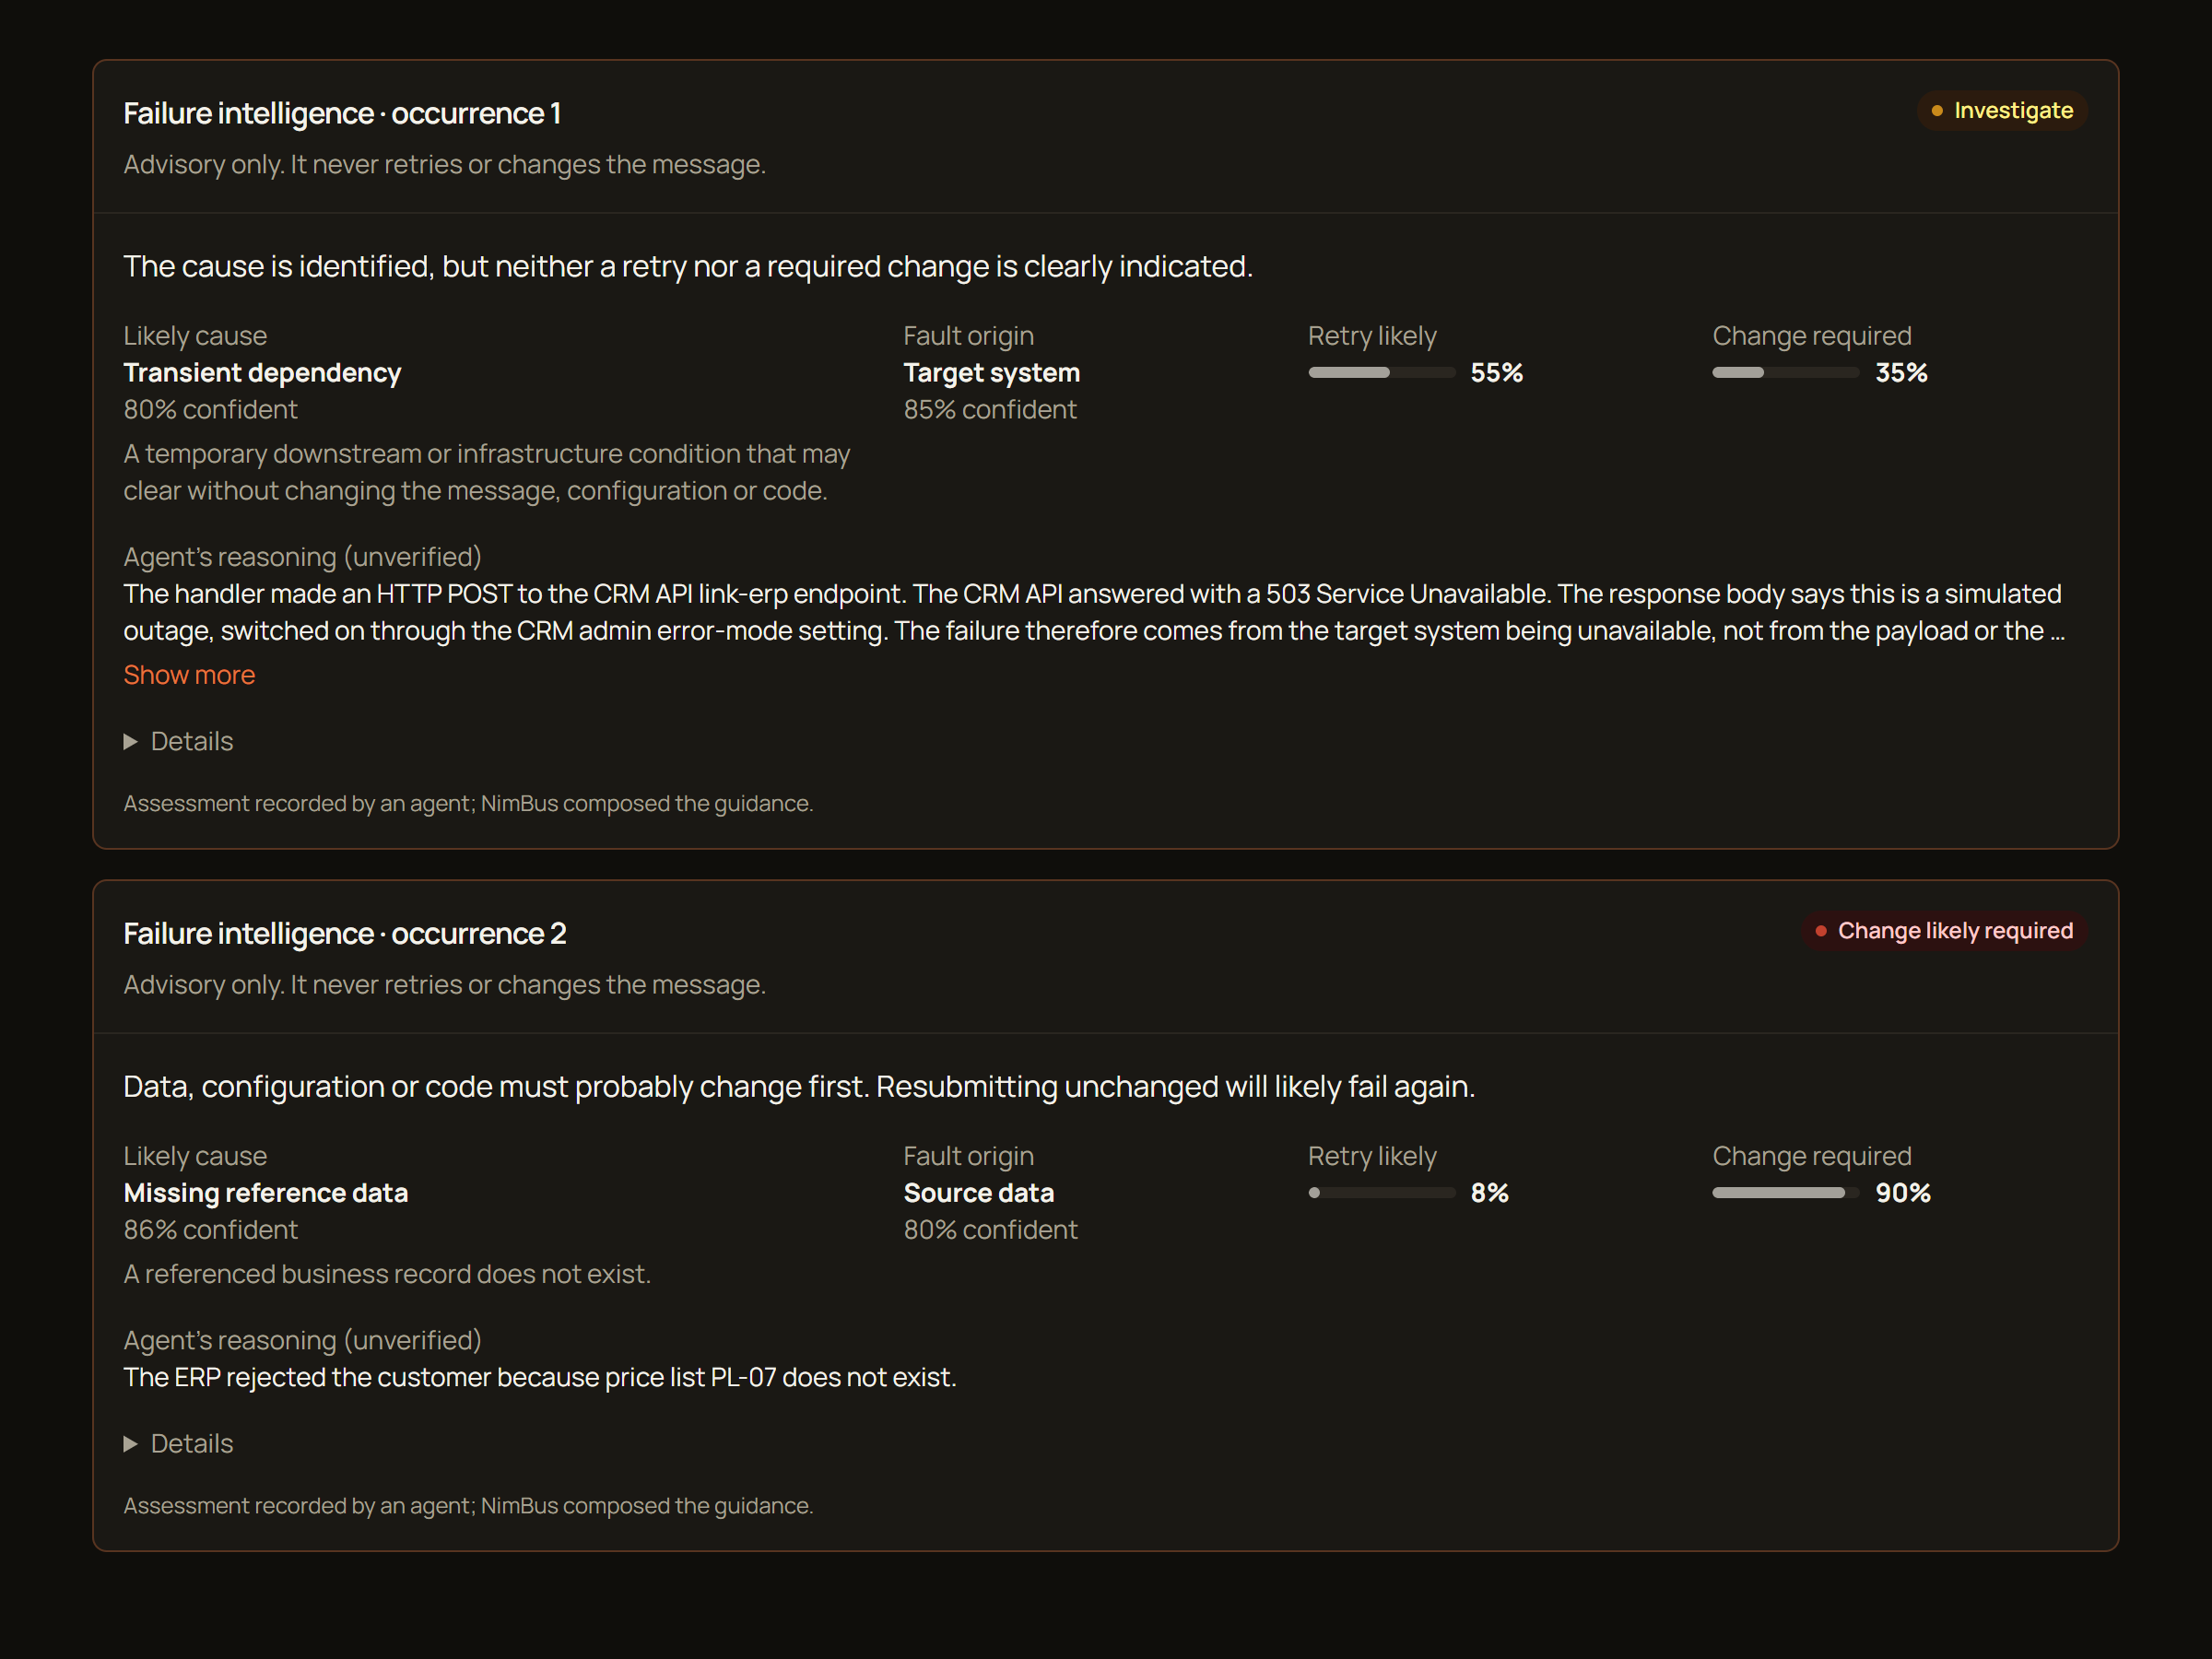 Failure intelligence · occurrence 1
Investigate
Advisory only. It never retries or changes the message.
The cause is identified, but neither a retry nor a required change is clearly indicated.
Likely cause
Transient dependency
80% confident
A temporary downstream or infrastructure condition that may
clear without changing the message, configuration or code.
Fault origin
Target system
85% confident
Retry likely
55%
Change required
35%
Agent’s reasoning (unverified)
The handler made an HTTP POST to the CRM API link-erp endpoint. The CRM API answered with a 503 Service Unavailable. The response body says this is a simulated
outage, switched on through the CRM admin error-mode setting. The failure therefore comes from the target system being unavailable, not from the payload or the ...
Show more
Details
Assessment recorded by an agent; NimBus composed the guidance.
Failure intelligence · occurrence 2
Change likely required
Advisory only. It never retries or changes the message.
Data, configuration or code must probably change first. Resubmitting unchanged will likely fail again.
Likely cause
Missing reference data
86% confident
A referenced business record does not exist.
Fault origin
Source data
80% confident
Retry likely
8%
Change required
90%
Agent’s reasoning (unverified)
The ERP rejected the customer because price list PL-07 does not exist.
Details
Assessment recorded by an agent; NimBus composed the guidance.